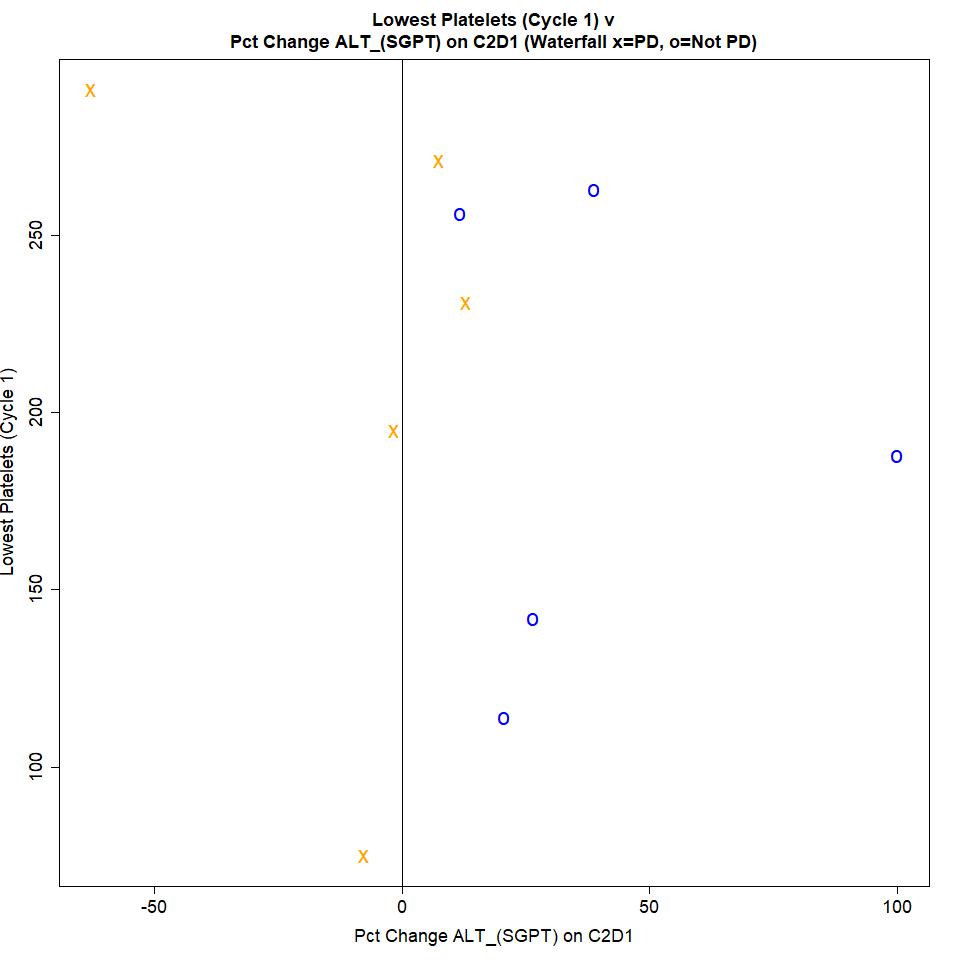 Lowest Platelets (Cycle 1) v
Pct Change ALT_(SGPT) on C2D1 (Waterfall x=PD, o=Not PD)
Lowest Platelets (Cycle 1)
250
200
150
100
X
X
O
O
X
X
O
O
O
X
-50
0
50
100
Pct Change ALT_(SGPT) on C2D1